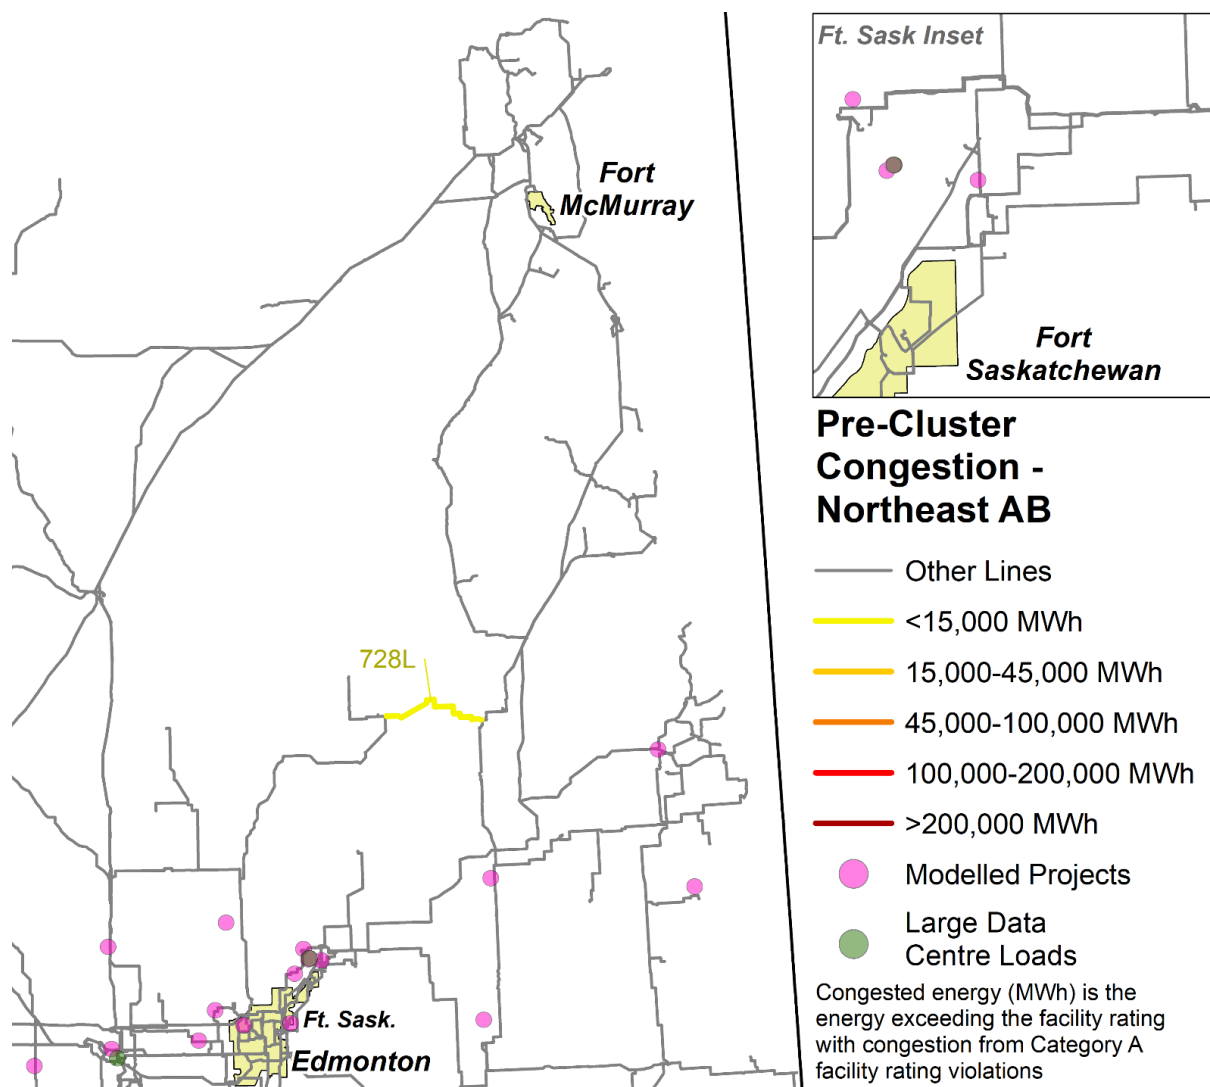 Ft. Sask Inset
Fort
McMurray
Fort
Saskatchewan
Pre-Cluster
Congestion -
Northeast AB
Other Lines
<15,000 MWh
15,000-45,000 MWh
45,000-100,000 MWh
100,000-200,000 MWh
>200,000 MWh
Modelled Projects
Large Data
Centre Loads
Congested energy (MWh) is the
energy exceeding the facility rating
with congestion from Category A
facility rating violations
728L
Ft. Sask.
Edmonton